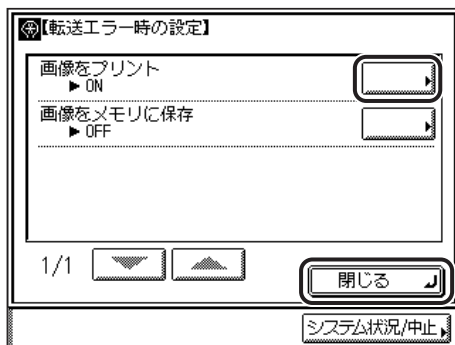 【転送エラー時の設定】
画像をプリント
▶ ON
画像をメモリに保存
▶ OFF
1/1
閉じる
システム状況/中止